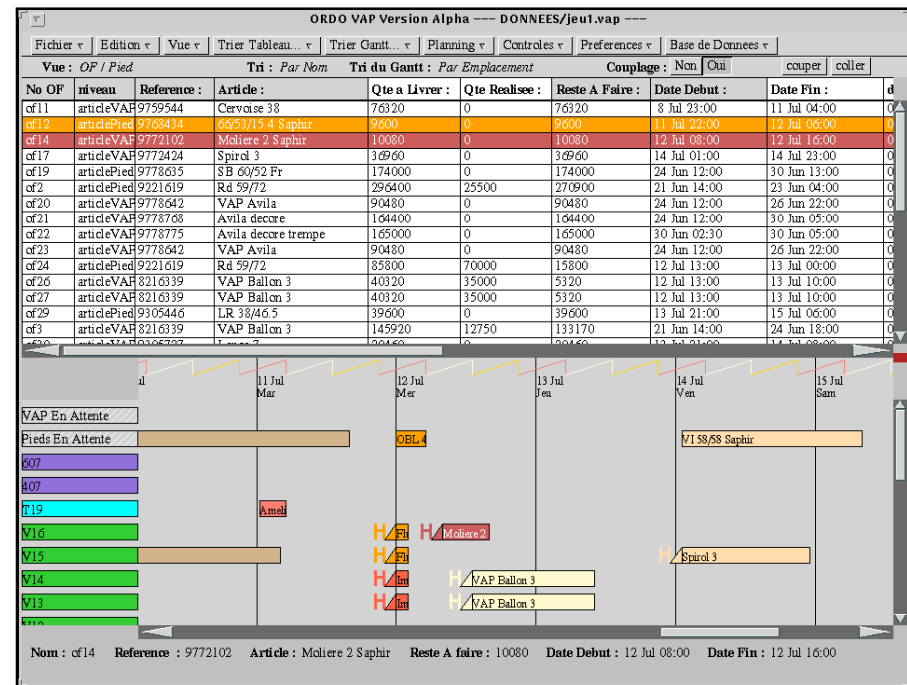 ORDO VAP Version Alpha --- DONNEES/jeu1.vap ---
Fichier Edition Vue Trier Tableau... Trier Gantt... Planning Controles Preferences Base de Donnees
Vue : OF / Pied Tri : Par Nom Tri du Gantt : Par Emplacement Couplage : Non Oui couper coller
No OF niveau Reference : Article : Qte a Livrer : Qte Realisee : Reste A Faire : Date Debut : Date Fin : d
of11 articleVAP 9759544 Cervoise 38 76320 0 76320 8 Jul 23:00 11 Jul 04:00 0
of12 articlePied 9768434 66/53/15.4 Saphir 9600 0 9600 11 Jul 22:00 12 Jul 06:00 0
of14 articleVAP 9772102 Moliere 2 Saphir 10080 0 10080 12 Jul 08:00 12 Jul 16:00 0
of17 articleVAP 9772424 Spirol 3 36960 0 36960 14 Jul 01:00 14 Jul 23:00 0
of19 articlePied 9778635 SB 60/52 Fr 174000 0 174000 24 Jun 12:00 30 Jun 13:00 0
of2 articlePied 9221619 Rd 59/72 296400 25500 270900 21 Jun 14:00 23 Jun 04:00 0
of20 articleVAP 9778642 VAP Avila 90480 0 90480 24 Jun 12:00 26 Jun 22:00 0
of21 articleVAP 9778768 Avila decore 164400 0 164400 24 Jun 12:00 30 Jun 05:00 0
of22 articleVAP 9778775 Avila decore trempe 165000 0 165000 30 Jun 02:30 30 Jun 05:00 0
of23 articleVAP 9778642 VAP Avila 90480 0 90480 24 Jun 12:00 26 Jun 22:00 0
of24 articlePied 9221619 Rd 59/72 85800 70000 15800 12 Jul 13:00 13 Jul 00:00 0
of26 articleVAP 8216339 VAP Ballon 3 40320 35000 5320 12 Jul 13:00 13 Jul 10:00 0
of27 articleVAP 8216339 VAP Ballon 3 40320 35000 5320 12 Jul 13:00 13 Jul 10:00 0
of29 articlePied 9305446 LR 38/46.5 39600 0 39600 13 Jul 21:00 15 Jul 06:00 0
of3 articleVAP 8216339 VAP Ballon 3 145920 12750 133170 21 Jun 14:00 24 Jun 18:00 0
ul 11 Jul 12 Jul 13 Jul 14 Jul 15 Jul
Mar Mer Jeu Ven Sam
VAP En Attente
Pieds En Attente OBL 4 VI 58/58 Saphir
607
407
T19 Ameli
V16 H Fl H Moliere 2
V15 H Fl H Spirol 3
V14 H Im H VAP Ballon 3
V13 H Im H VAP Ballon 3
Nom : of14 Reference : 9772102 Article : Moliere 2 Saphir Reste A faire : 10080 Date Debut : 12 Jul 08:00 Date Fin : 12 Jul 16:00